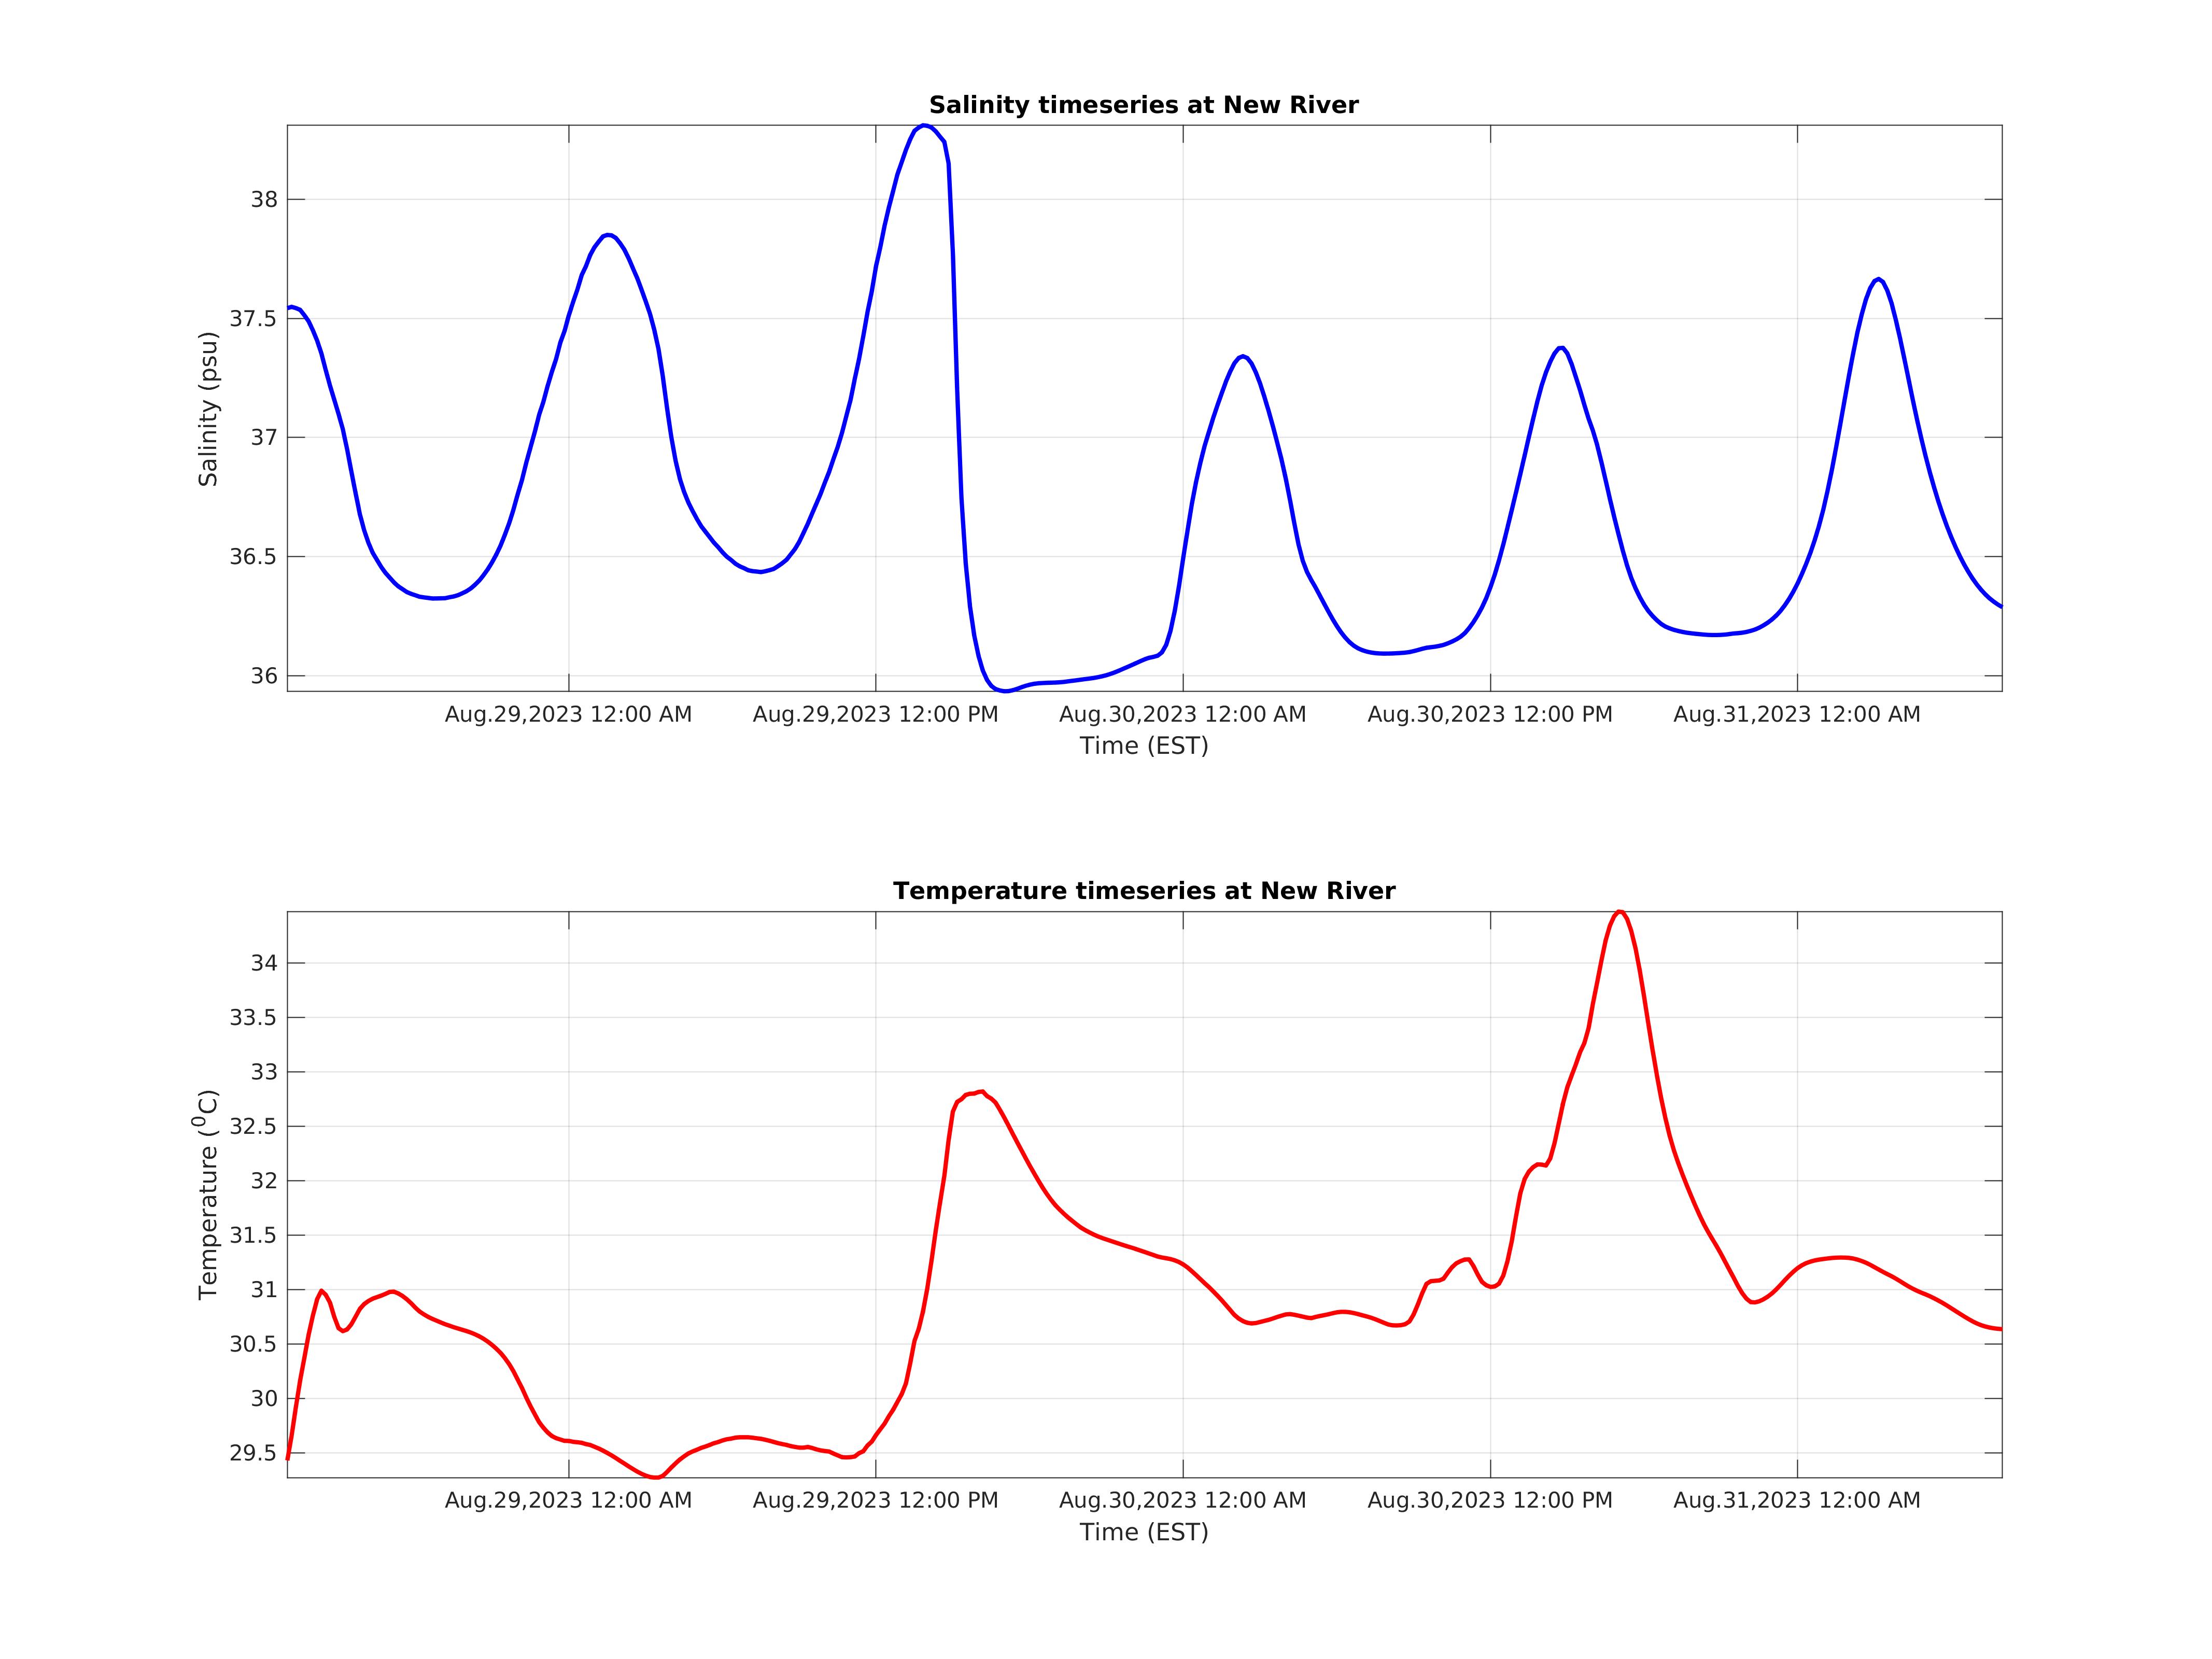 Salinity timeseries at New River
38
37.5
37
36.5
36
Salinity (psu)
Aug.29,2023 12:00 AM Aug.29,2023 12:00 PM Aug.30,2023 12:00 AM Aug.30,2023 12:00 PM Aug.31,2023 12:00 AM
Time (EST)
Temperature timeseries at New River
34
33.5
33
32.5
32
31.5
31
30.5
30
29.5
Temperature (⁰C)
Aug.29,2023 12:00 AM Aug.29,2023 12:00 PM Aug.30,2023 12:00 AM Aug.30,2023 12:00 PM Aug.31,2023 12:00 AM
Time (EST)